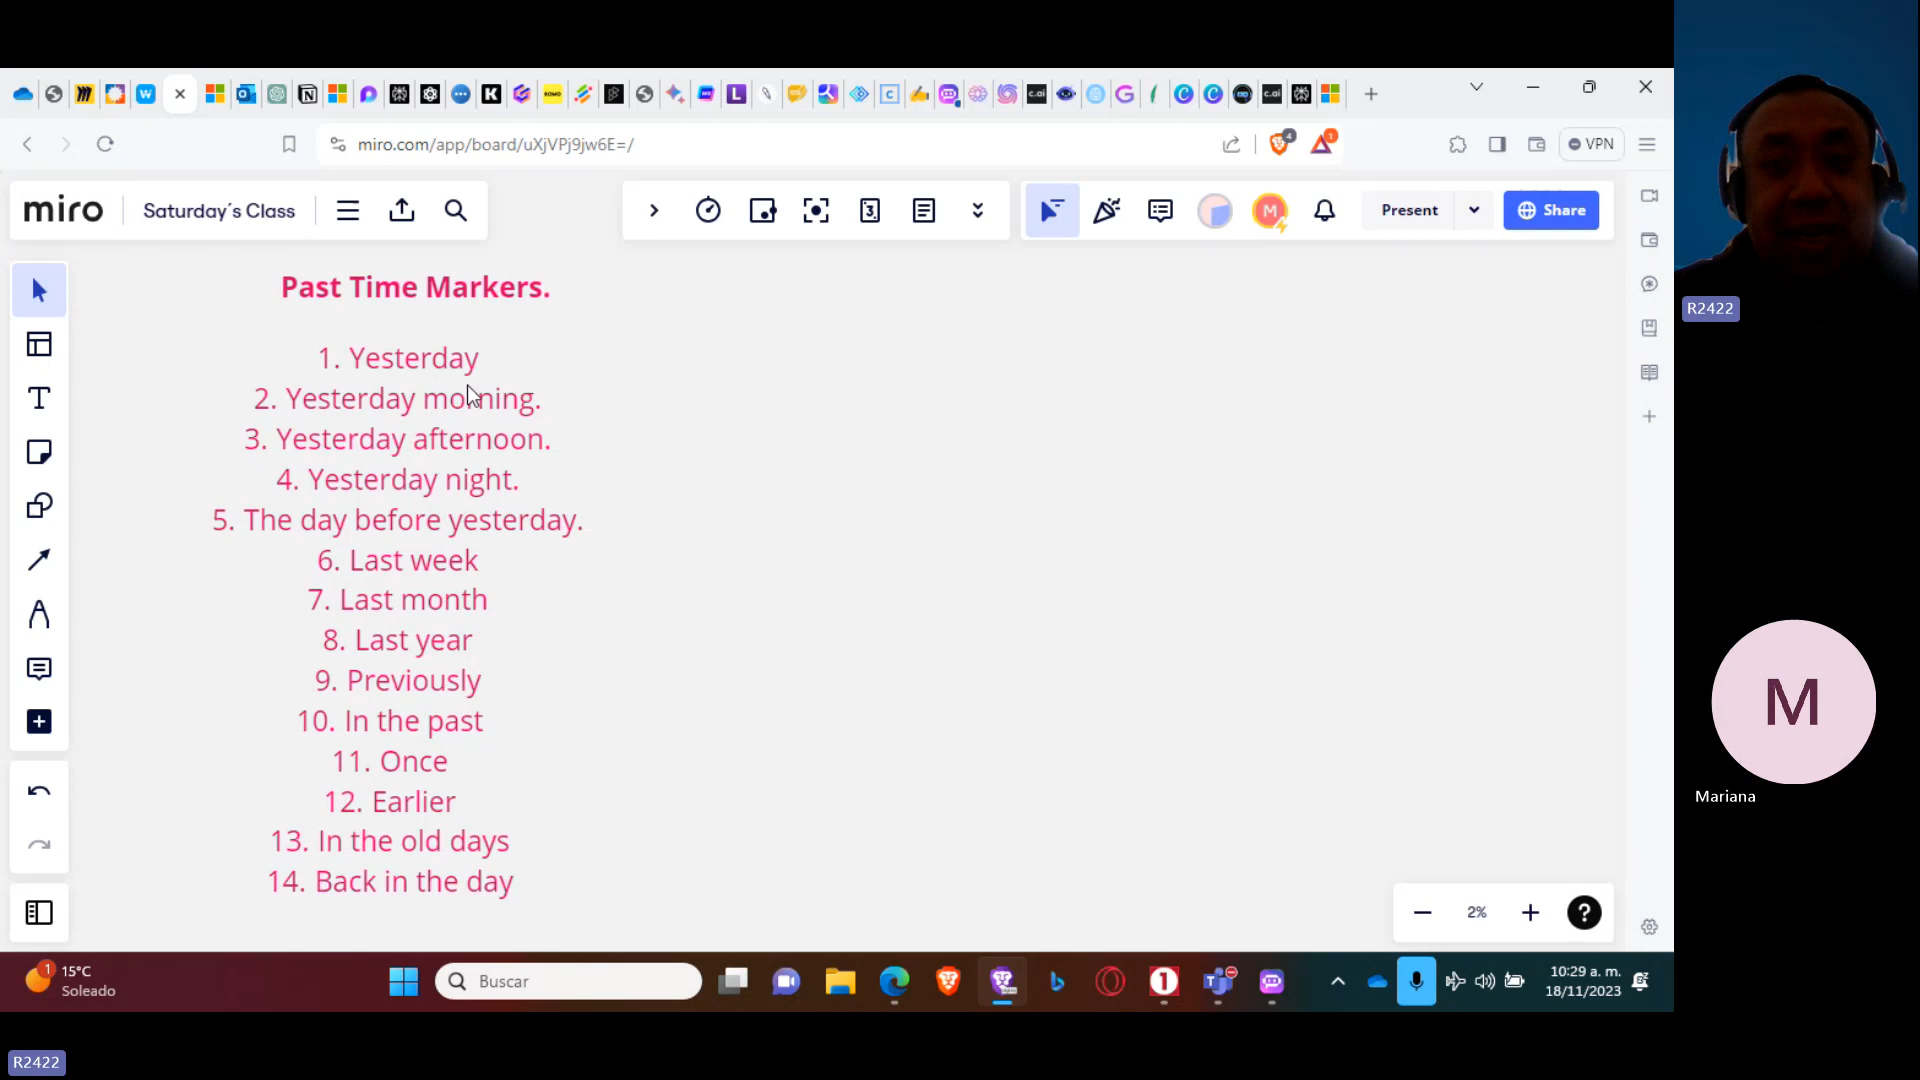 miro.com/app/board/uXjVPj9jw6E=/
VPN
miro
Saturday´s Class
Present
Share
R2422
Past Time Markers.
1. Yesterday
2. Yesterday morning.
3. Yesterday afternoon.
4. Yesterday night.
5. The day before yesterday.
6. Last week
7. Last month
8. Last year
9. Previously
10. In the past
11. Once
12. Earlier
13. In the old days
14. Back in the day
M
Mariana
2%
15°C
Soleado
Buscar
10:29 a. m.
18/11/2023
R2422